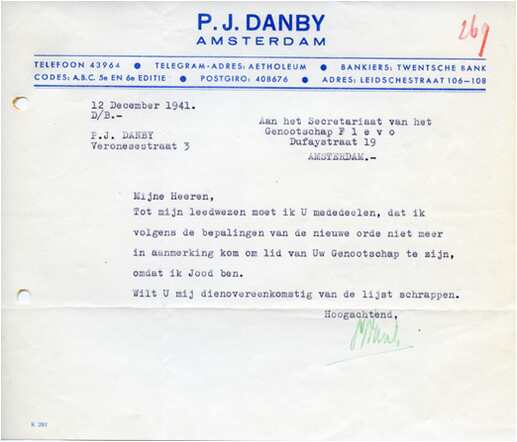 P. J. DANBY
AMSTERDAM
269
TELEFOON 43964 ● TELEGRAM-ADRES: AETHOLEUM ● BANKIERS: TWENTSCHE BANK
CODES: A.B.C. 5e EN 6e EDITIE ● POSTGIRO: 408676 ● ADRES: LEIDSCHESTRAAT 106-108
12 December 1941.
D/B.-
P.J. DANBY
Veronesestraat 3
Aan het Secretariaat van het
Genootschap F l e v o
Dufaystraat 19
AMSTERDAM.-
Mijne Heeren,
Tot mijn leedwezen moet ik U mededeelen, dat ik
volgens de bepalingen van de nieuwe orde niet meer
in aanmerking kom om lid van Uw Genootschap te zijn,
omdat ik Jood ben.
Wilt U mij dienovereenkomstig van de lijst schrappen.
Hoogachtend,